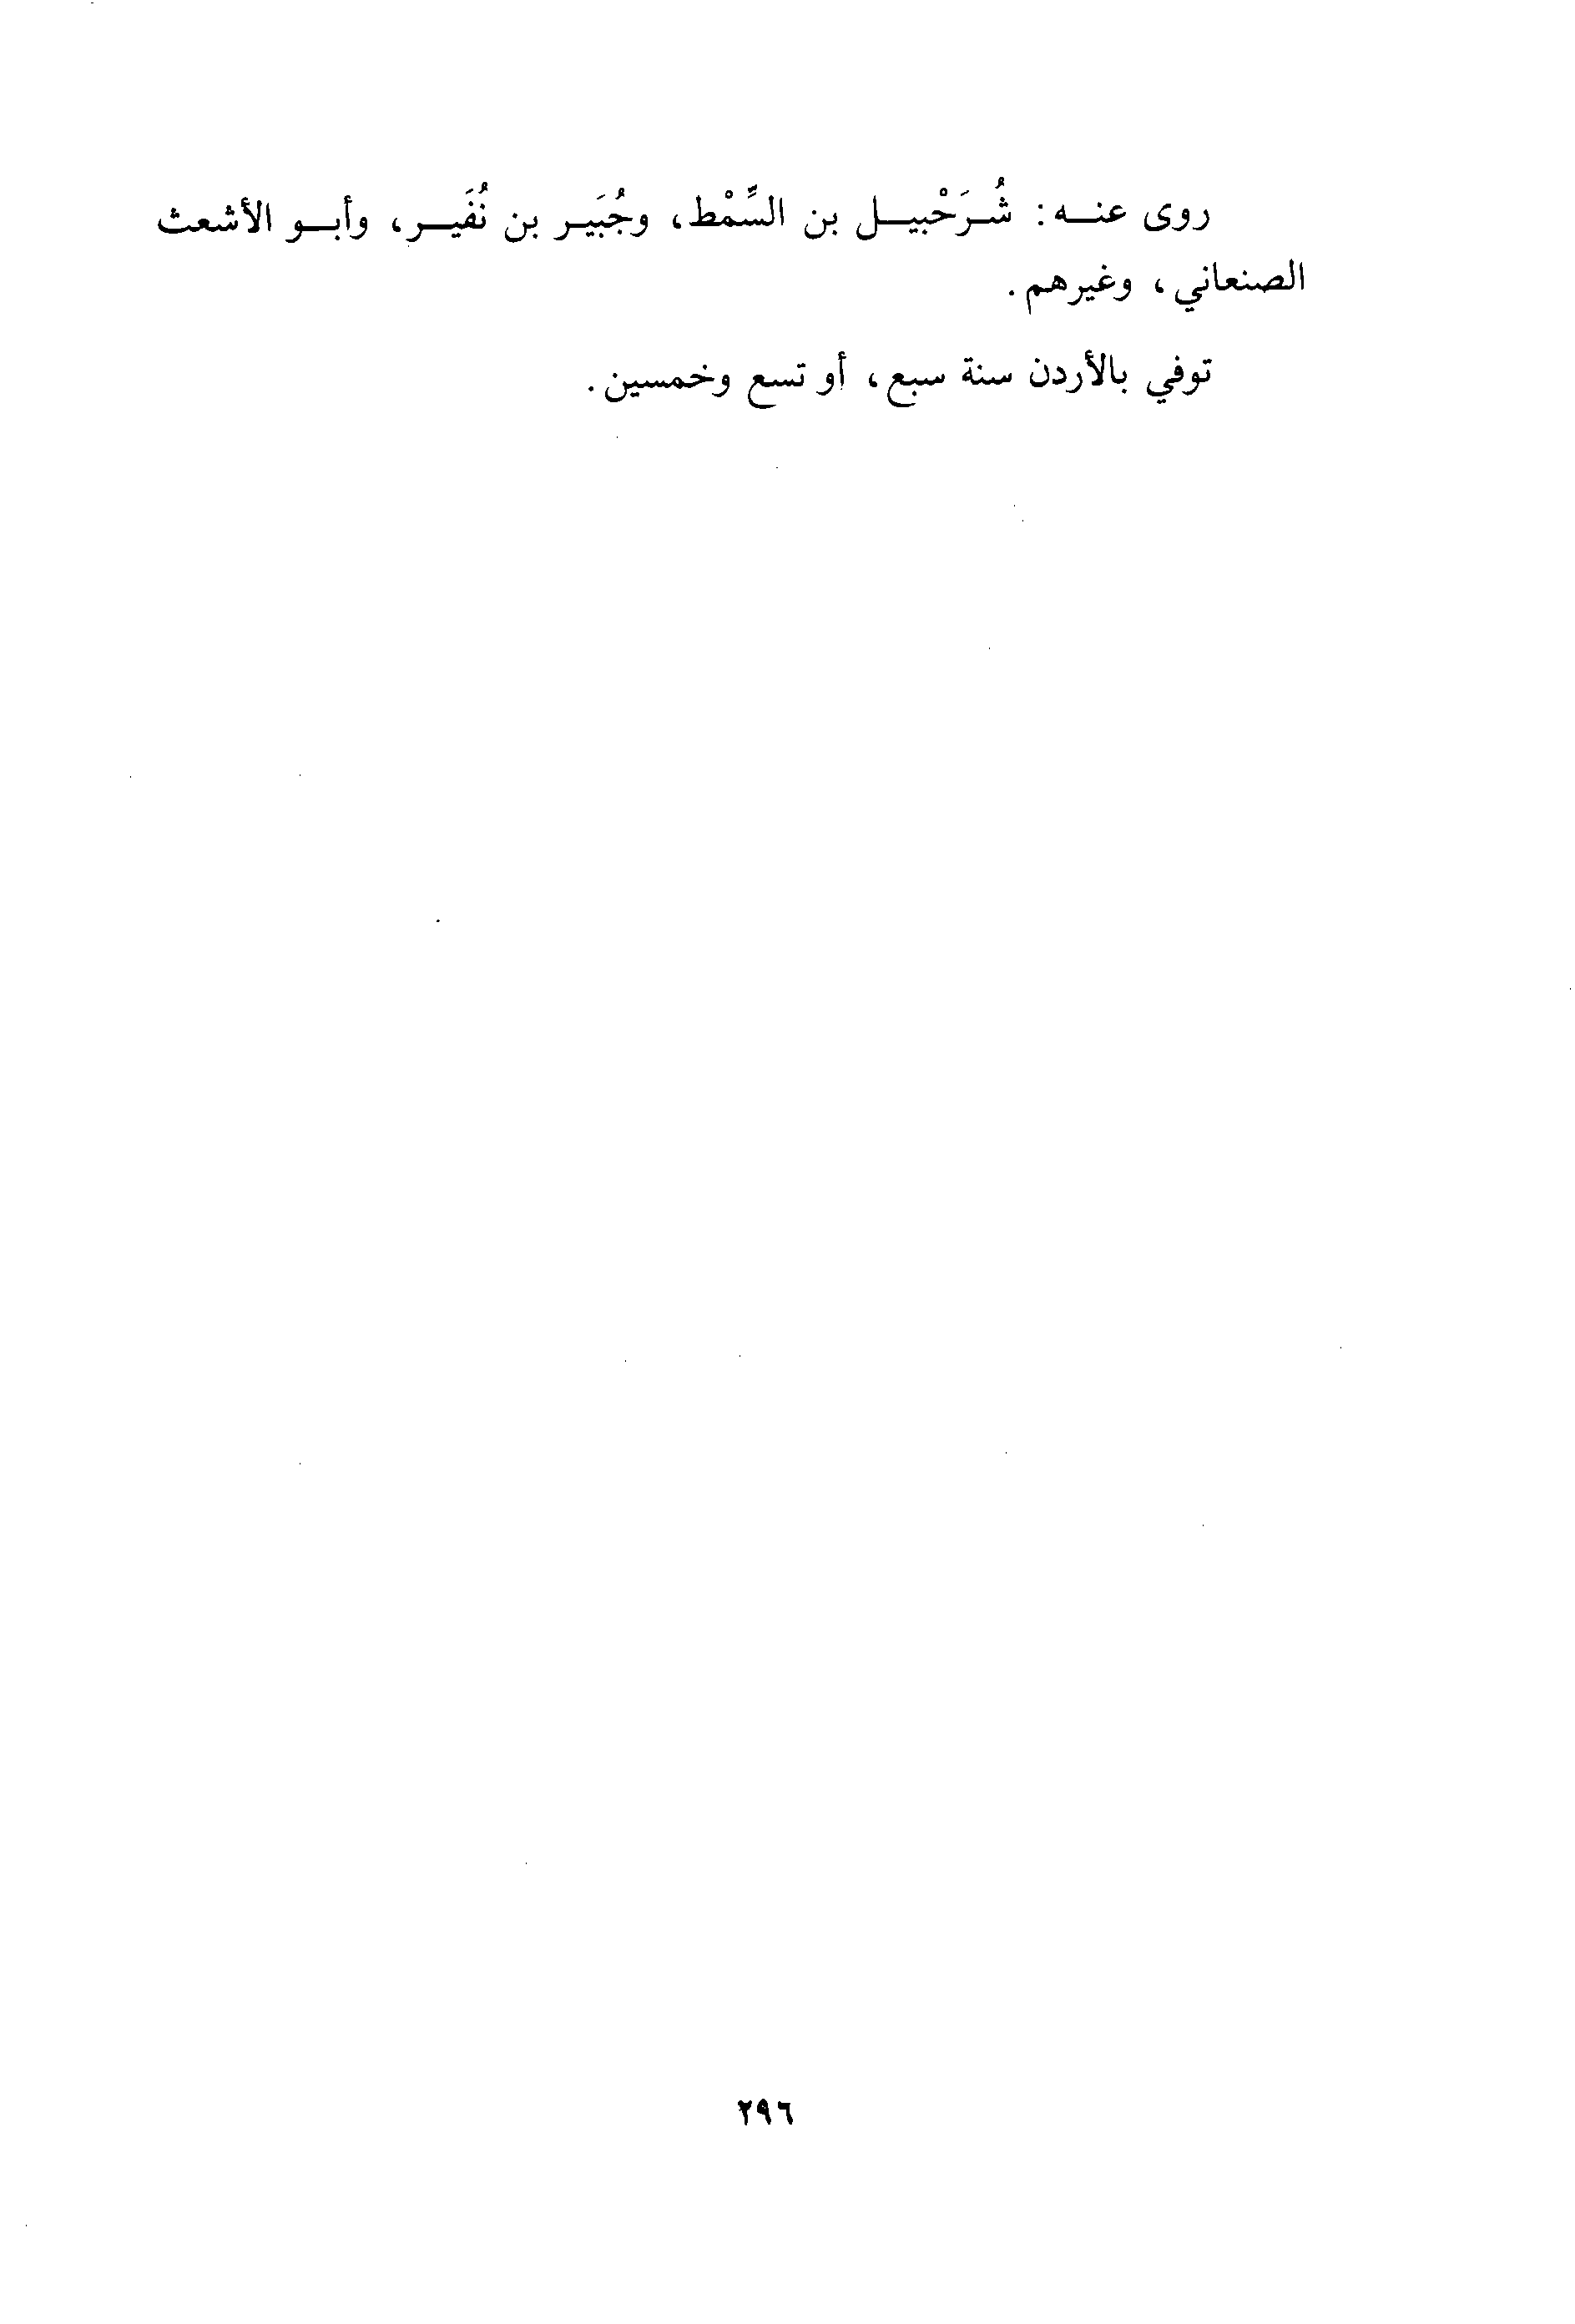 روى عنه: شُرَحْبيل بن السِّمْط، وجُبَير بن نُفَير، وأبو الأشعث
الصنعاني، وغيرهم.
توفي بالأردن سنة سبع، أو تسع وخمسين.
٢٩٦